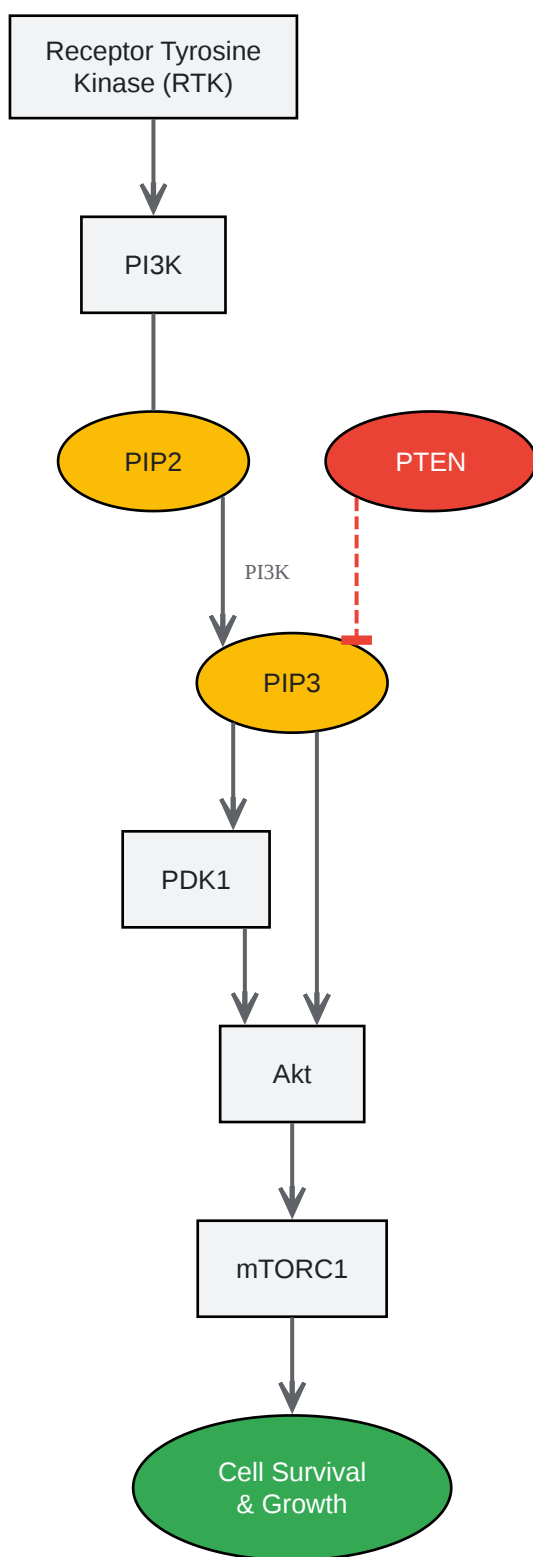 Receptor Tyrosine
Kinase (RTK)
PI3K
PIP2
PTEN
PI3K
PIP3
PDK1
Akt
mTORC1
Cell Survival
& Growth